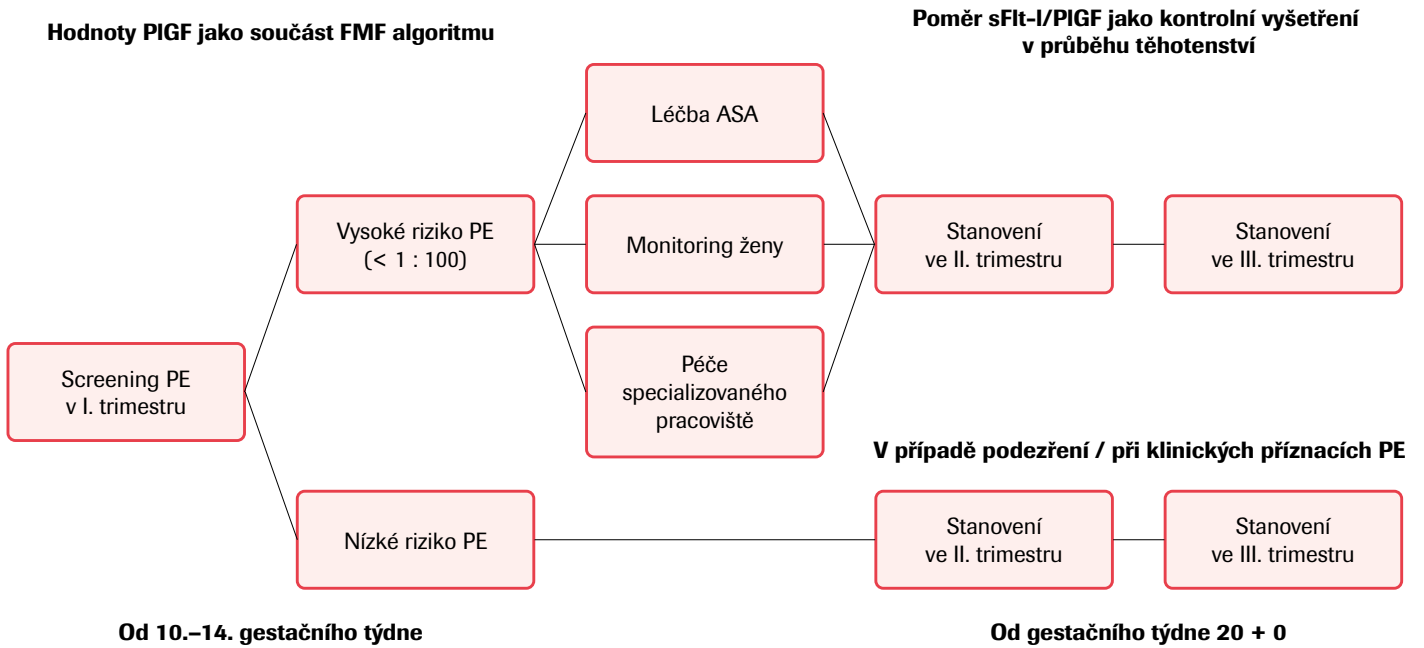 Hodnoty PlGF jako součást FMF algoritmu
Poměr sFlt-l/PlGF jako kontrolní vyšetření
v průběhu těhotenství
Léčba ASA
Vysoké riziko PE
(< 1 : 100)
Monitoring ženy
Stanovení
ve II. trimestru
Stanovení
ve III. trimestru
Screening PE
v I. trimestru
Péče
specializovaného
pracoviště
V případě podezření / při klinických příznacích PE
Nízké riziko PE
Stanovení
ve II. trimestru
Stanovení
ve III. trimestru
Od 10.–14. gestačního týdne
Od gestačního týdne 20 + 0